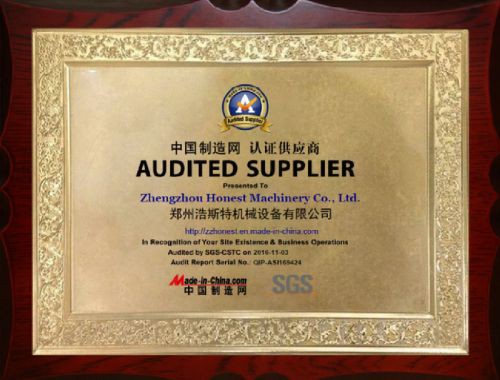 Audited Supplier
中国制造网 认证供应商
AUDITED SUPPLIER
Presented To
Zhengzhou Honest Machinery Co., Ltd.
郑州浩斯特机械设备有限公司
http://zzhonest.en.made-in-china.com/
In Recognition of Your Site Existence & Business Operations
Audited by SGS-CSTC on 2016-11-03
Audit Report Serial No.: QIP-ASI169424
Made-in-China.com
中国制造网
SGS